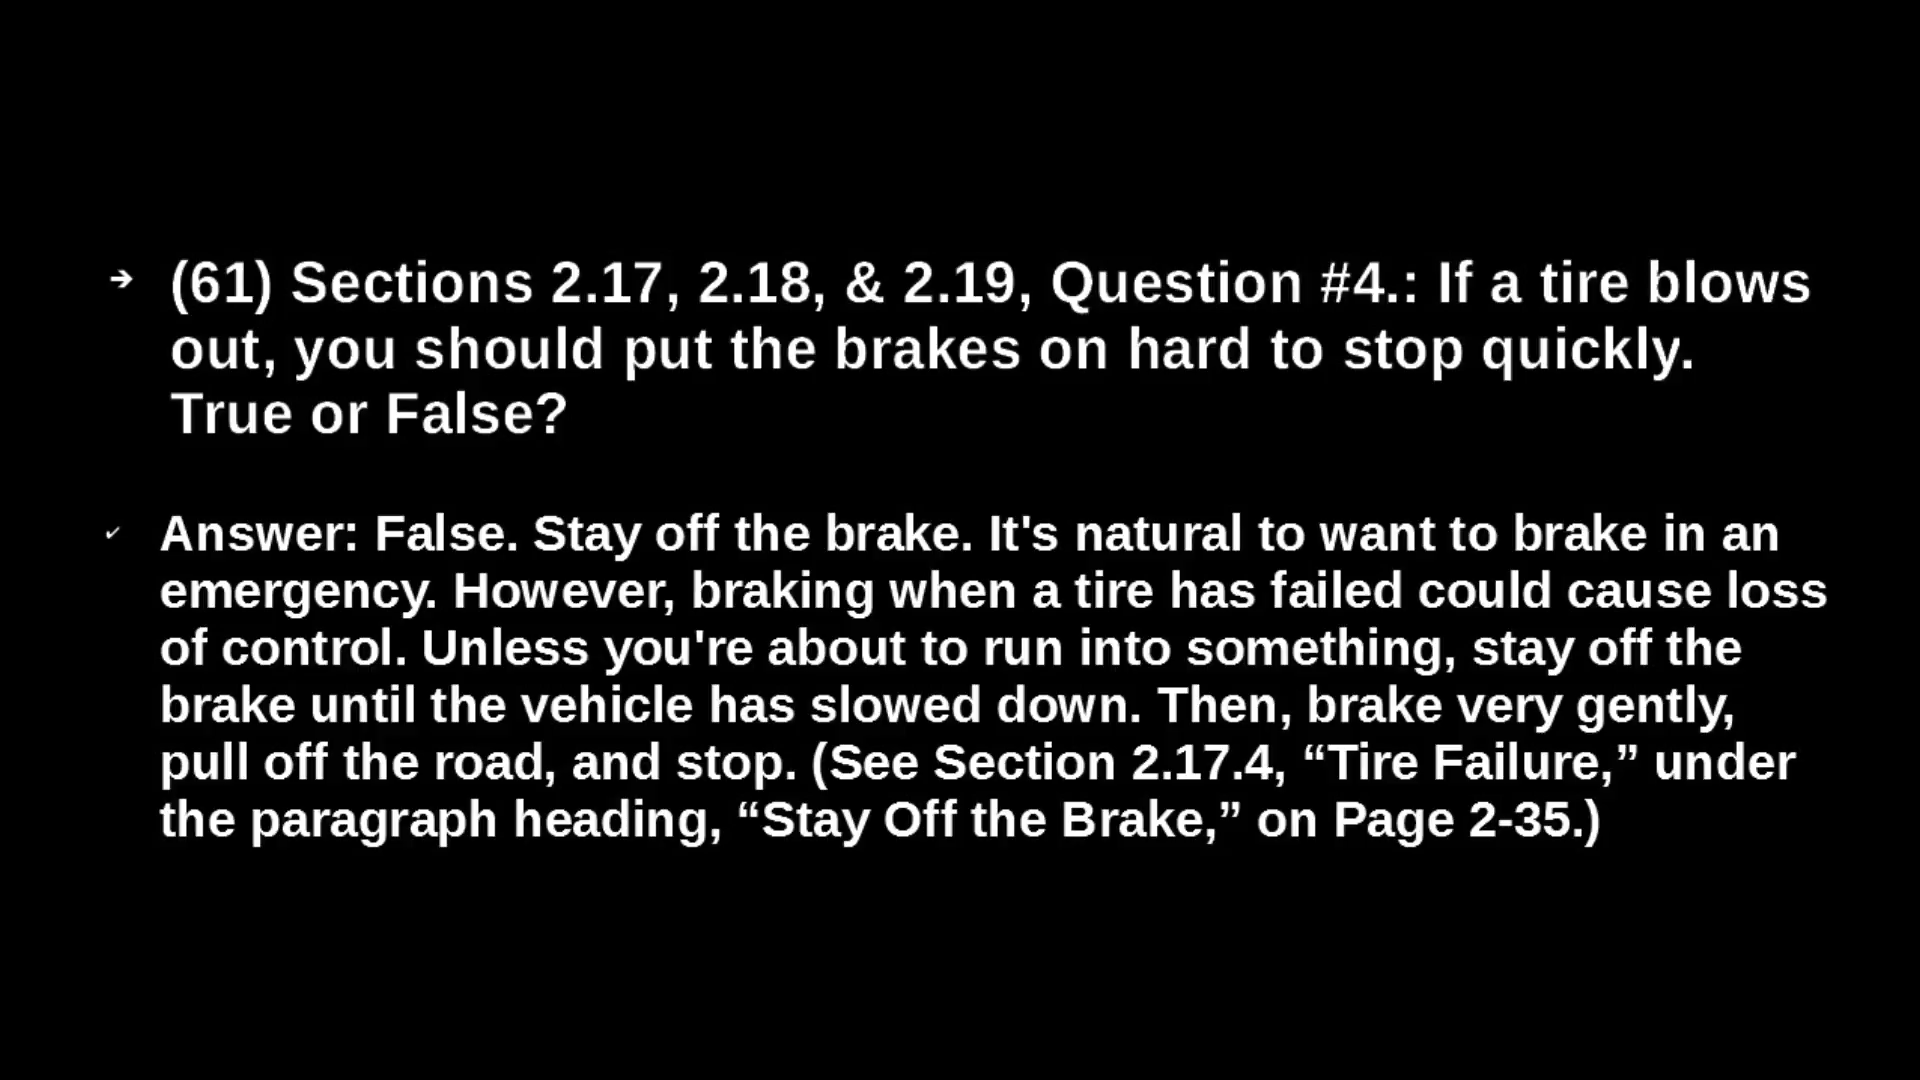 ➔ (61) Sections 2.17, 2.18, & 2.19, Question #4.: If a tire blows
out, you should put the brakes on hard to stop quickly.
True or False?
✓ Answer: False. Stay off the brake. It's natural to want to brake in an
emergency. However, braking when a tire has failed could cause loss
of control. Unless you're about to run into something, stay off the
brake until the vehicle has slowed down. Then, brake very gently,
pull off the road, and stop. (See Section 2.17.4, “Tire Failure,” under
the paragraph heading, “Stay Off the Brake,” on Page 2-35.)